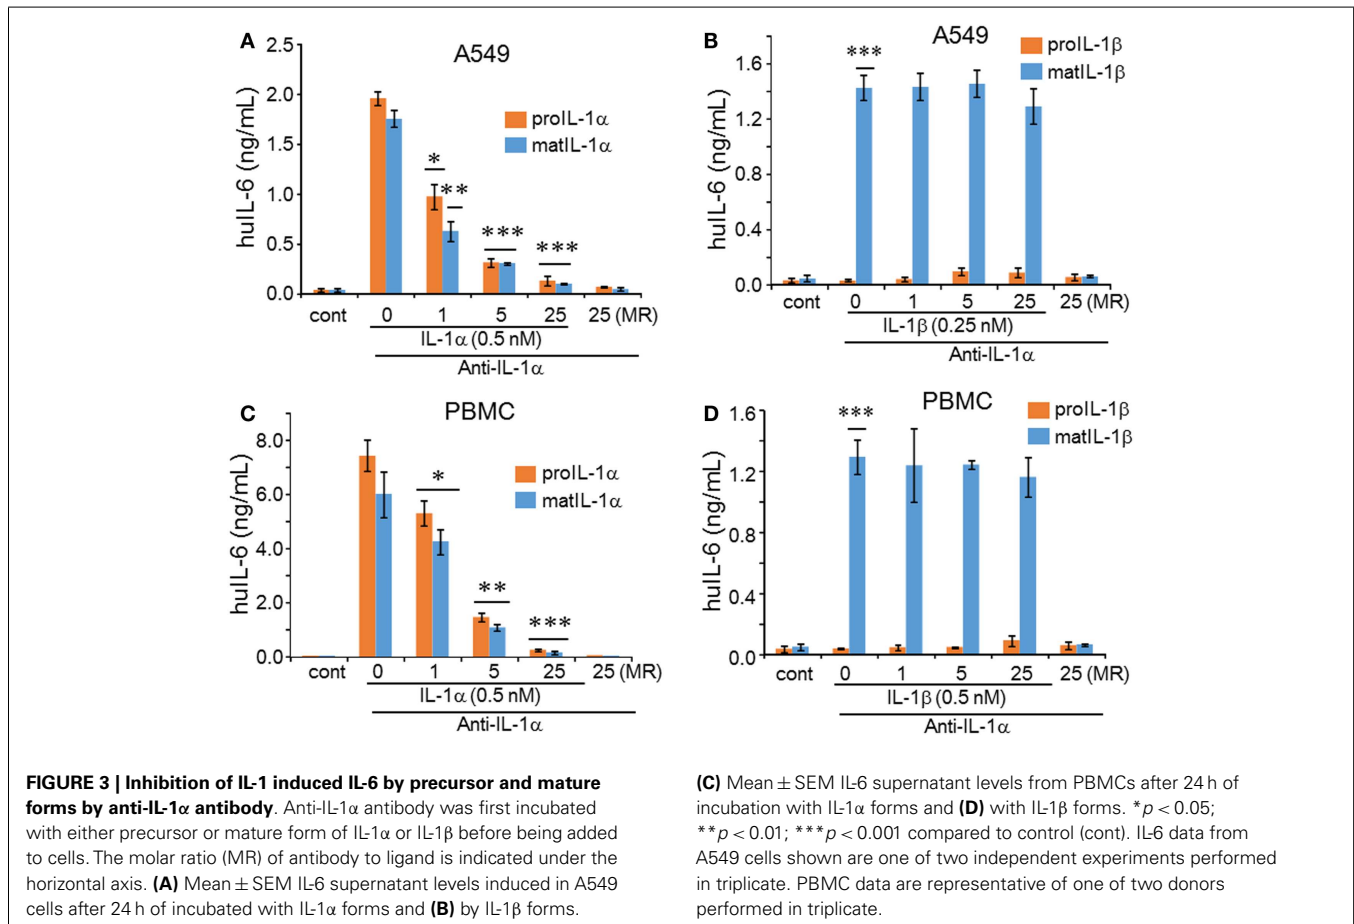 A
A549
2.5
2.0
1.5
1.0
0.5
0.0
huIL-6 (ng/mL)
proIL-1α
matIL-1α
*
**
***
***
cont 0 1 5 25 25 (MR)
IL-1α (0.5 nM)
Anti-IL-1α
B
A549
1.6
1.2
0.8
0.4
0.0
huIL-6 (ng/mL)
proIL-1β
matIL-1β
***
cont 0 1 5 25 25 (MR)
IL-1β (0.25 nM)
Anti-IL-1α
C
PBMC
8.0
6.0
4.0
2.0
0.0
huIL-6 (ng/mL)
proIL-1α
matIL-1α
*
**
***
cont 0 1 5 25 25 (MR)
IL-1α (0.5 nM)
Anti-IL-1α
D
PBMC
1.6
1.2
0.8
0.4
0.0
huIL-6 (ng/mL)
proIL-1β
matIL-1β
***
cont 0 1 5 25 25 (MR)
IL-1β (0.5 nM)
Anti-IL-1α
FIGURE 3 | Inhibition of IL-1 induced IL-6 by precursor and mature
forms by anti-IL-1α antibody. Anti-IL-1α antibody was first incubated
with either precursor or mature form of IL-1α or IL-1β before being added
to cells. The molar ratio (MR) of antibody to ligand is indicated under the
horizontal axis. (A) Mean ± SEM IL-6 supernatant levels induced in A549
cells after 24 h of incubated with IL-1α forms and (B) by IL-1β forms.
(C) Mean ± SEM IL-6 supernatant levels from PBMCs after 24 h of
incubation with IL-1α forms and (D) with IL-1β forms. *p < 0.05;
**p < 0.01; ***p < 0.001 compared to control (cont). IL-6 data from
A549 cells shown are one of two independent experiments performed
in triplicate. PBMC data are representative of one of two donors
performed in triplicate.